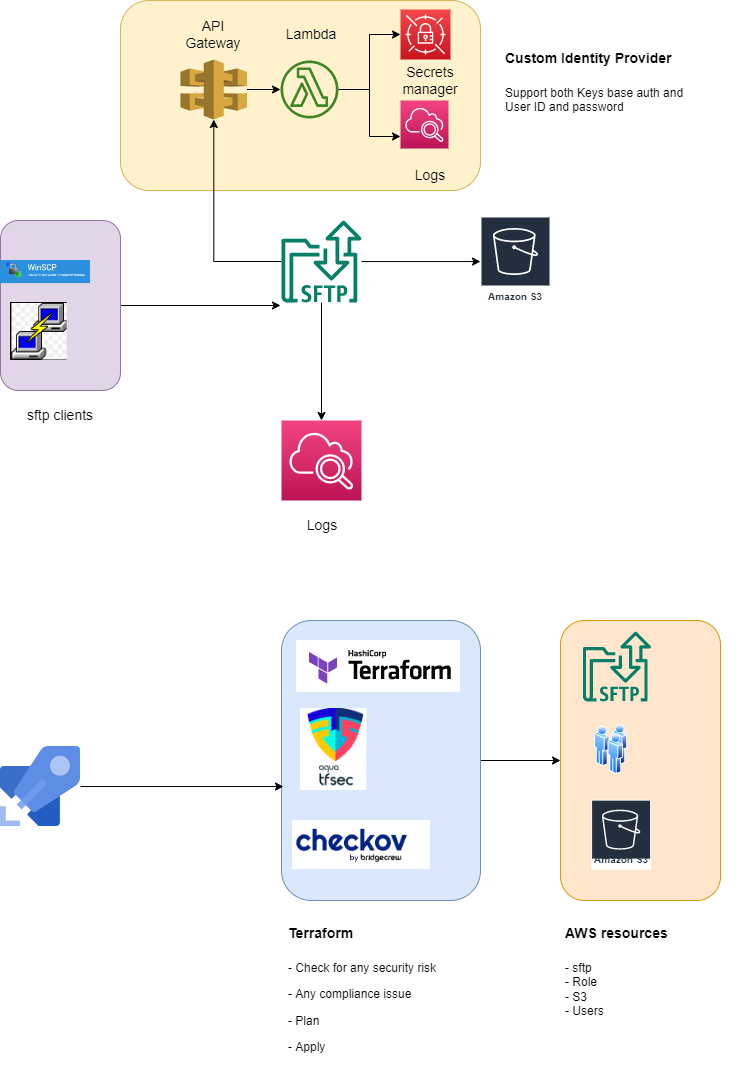 API
Gateway
Lambda
Secrets
manager
Logs
Custom Identity Provider
Support both Keys base auth and
User ID and password
WinSCP
SFTP
Amazon S3
sftp clients
Logs
HashiCorp
Terraform
aqua
tfsec
checkov
by bridgecrew
SFTP
Amazon S3
Terraform
- Check for any security risk
- Any compliance issue
- Plan
- Apply
AWS resources
- sftp
- Role
- S3
- Users